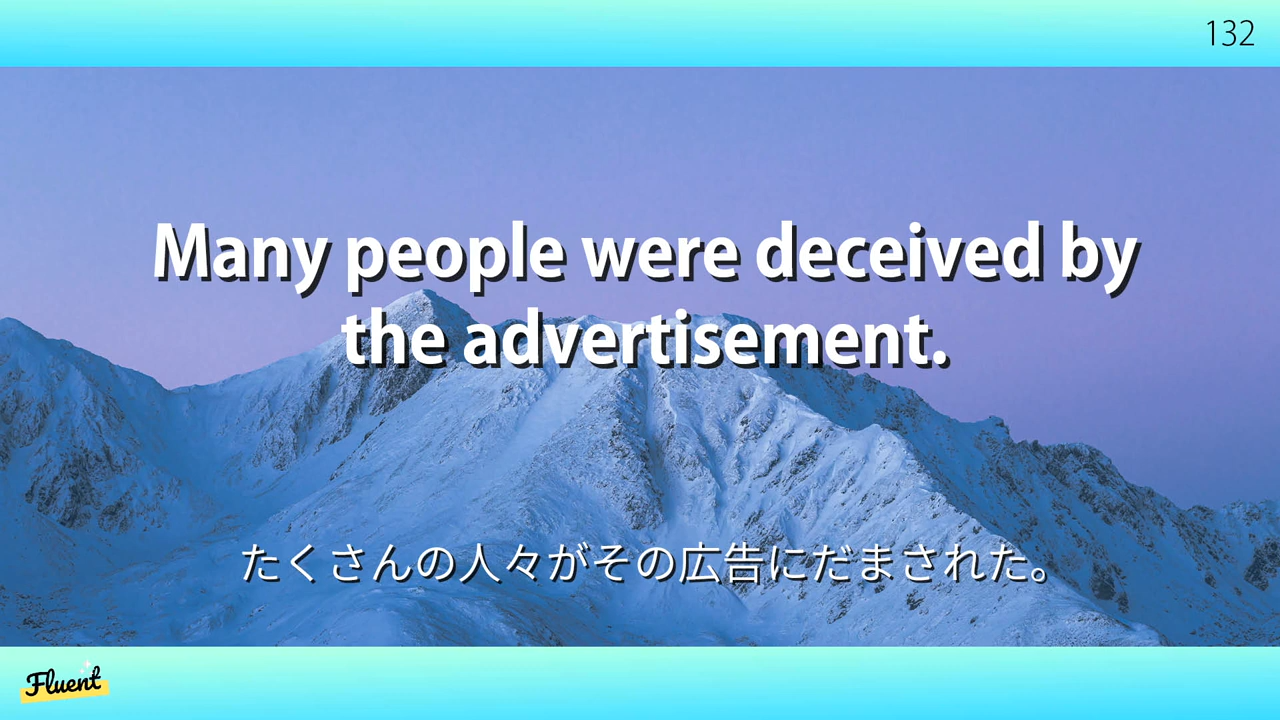 132
Many people were deceived by
the advertisement.
たくさんの人々がその広告にだまされた。
Fluent